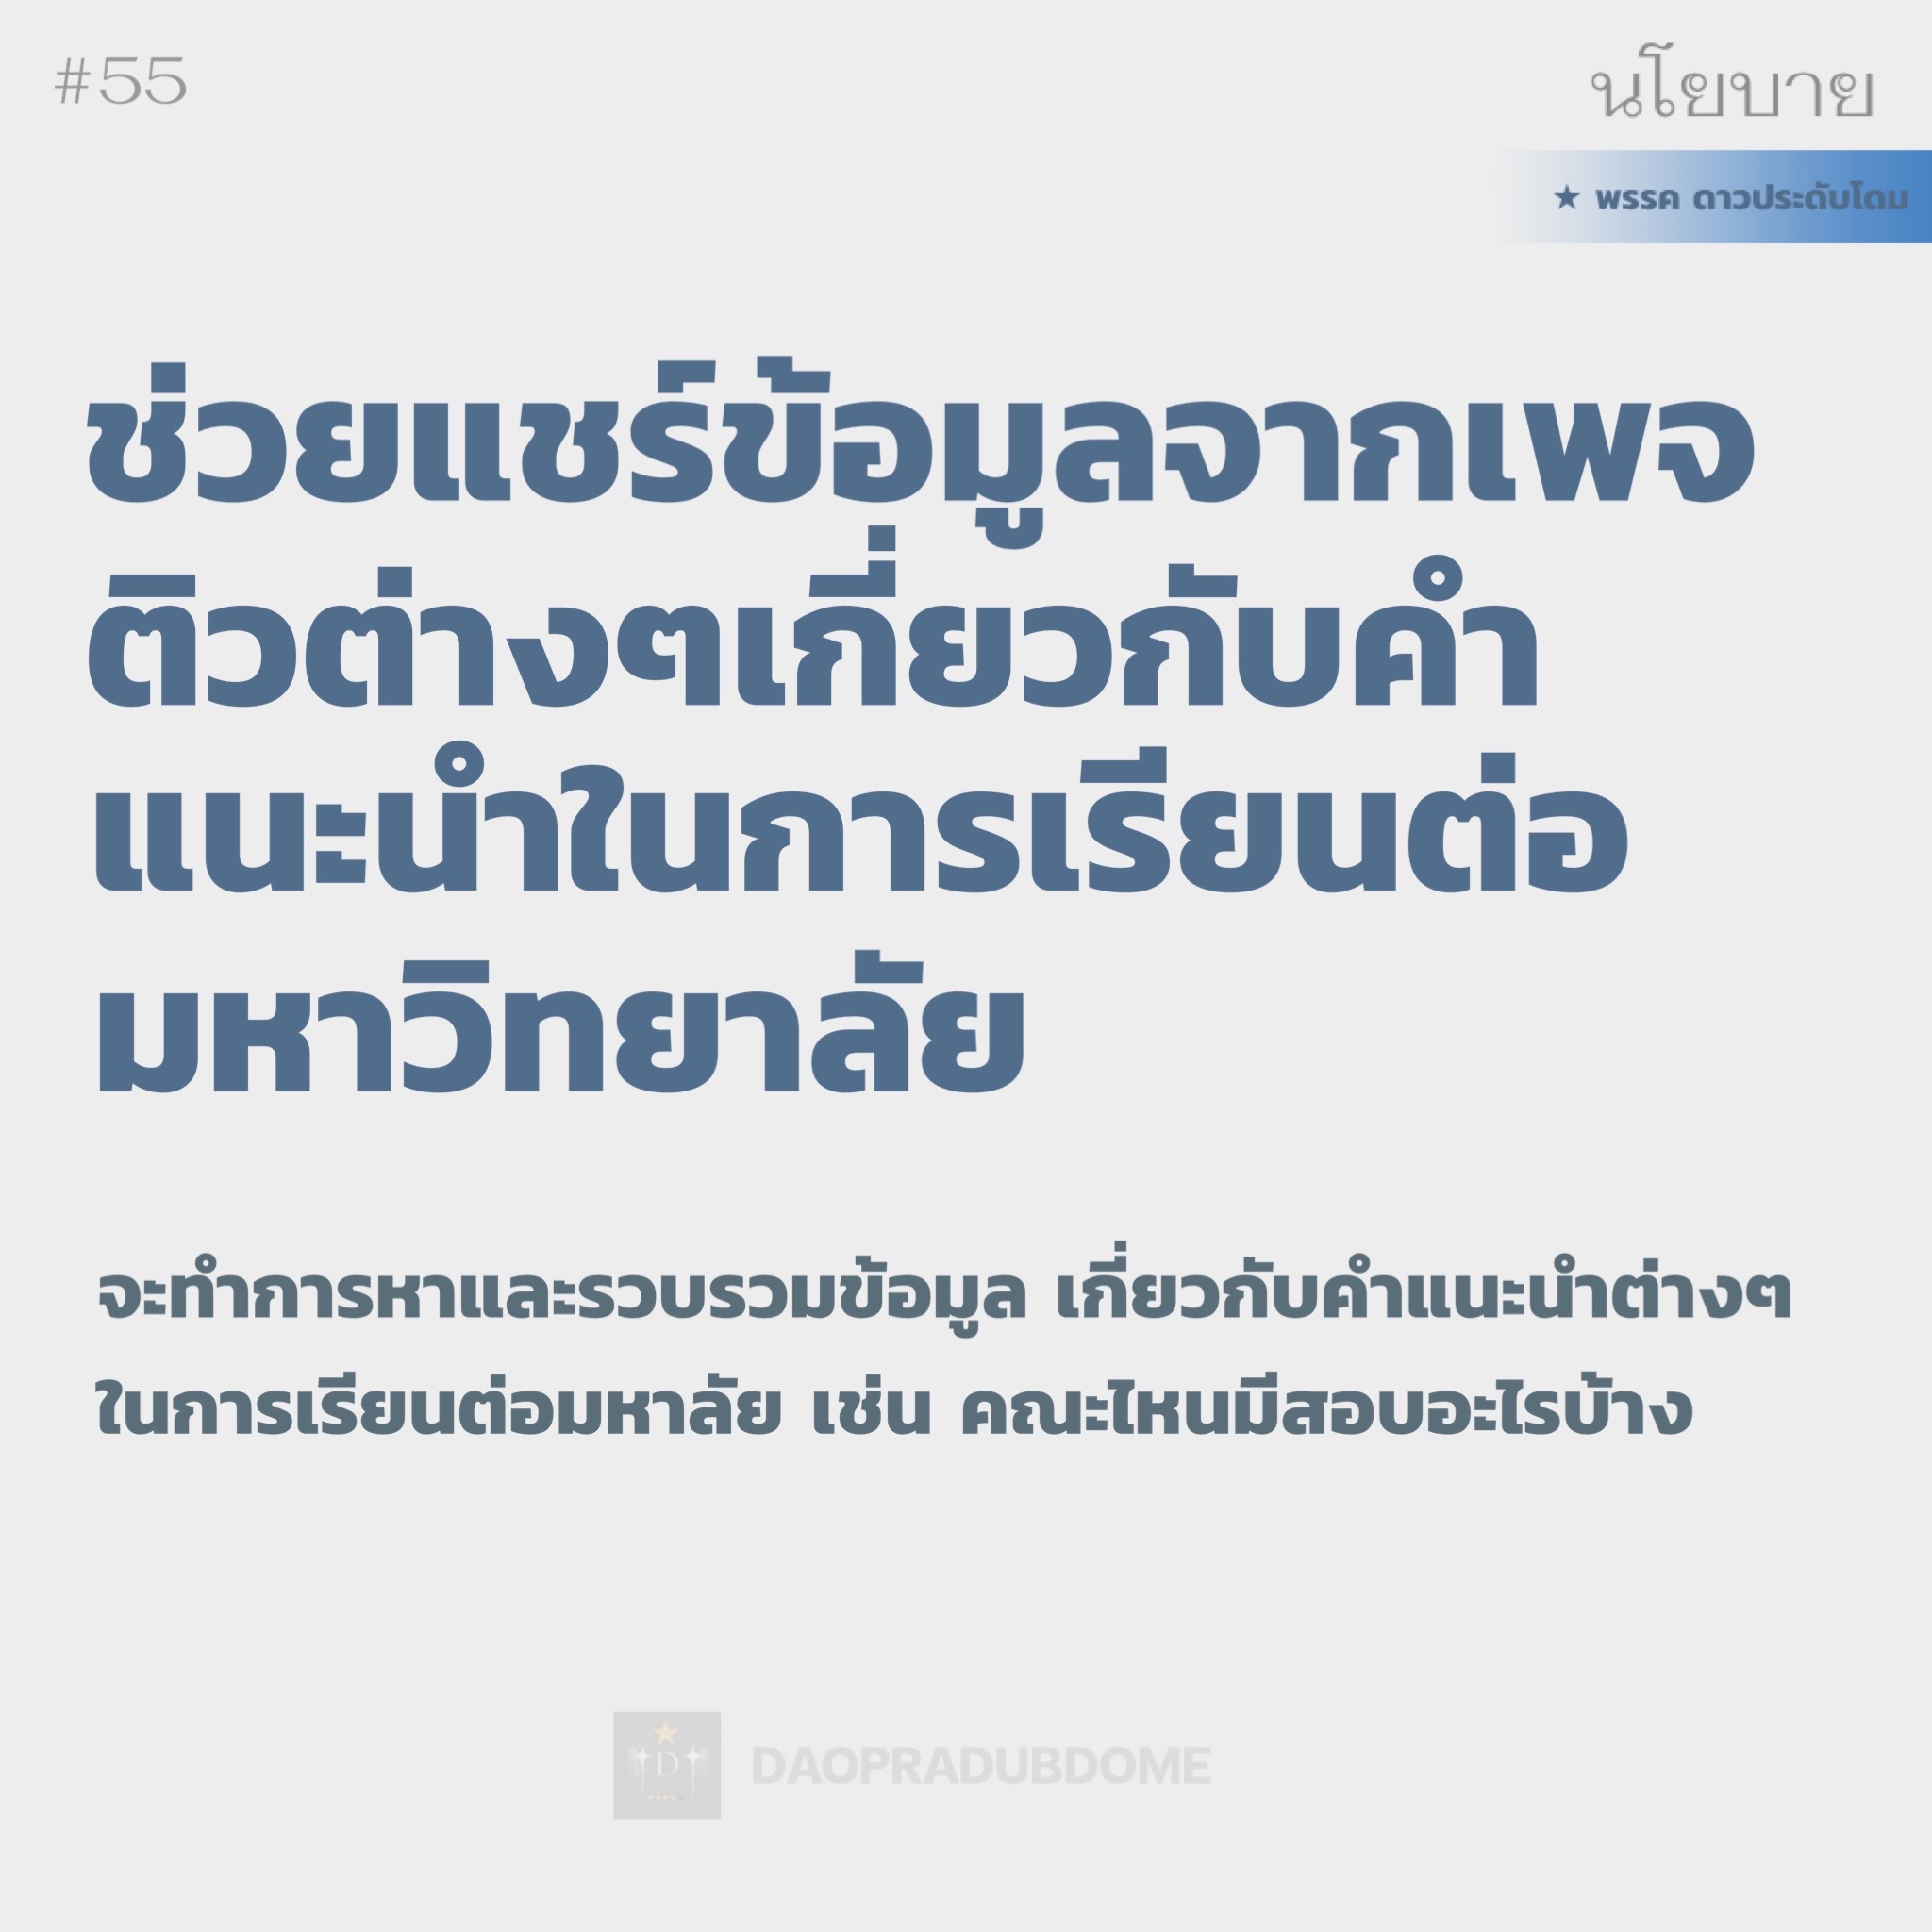 #55
นโยบาย
★ พรรค ดาวประดับโดม
ช่วยแชร์ข้อมูลจากเพจ
ติวต่างๆเกี่ยวกับคำ
แนะนำในการเรียนต่อ
มหาวิทยาลัย
จะทำการหาและรวบรวมข้อมูล เกี่ยวกับคำแนะนำต่างๆ
ในการเรียนต่อมหาลัย เช่น คณะไหนมีสอบอะไรบ้าง
D
DAOPRADUBDOME